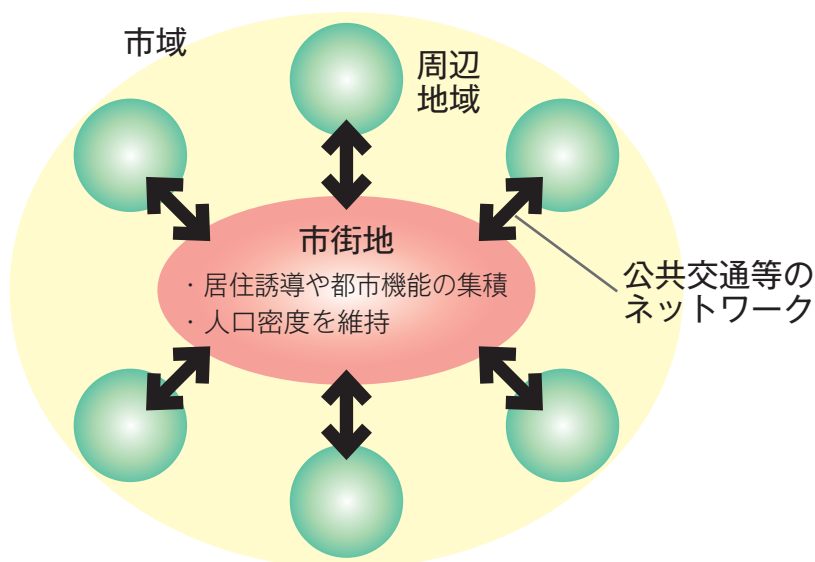 市域
周辺
地域
市街地
・居住誘導や都市機能の集積
・人口密度を維持
公共交通等の
ネットワーク